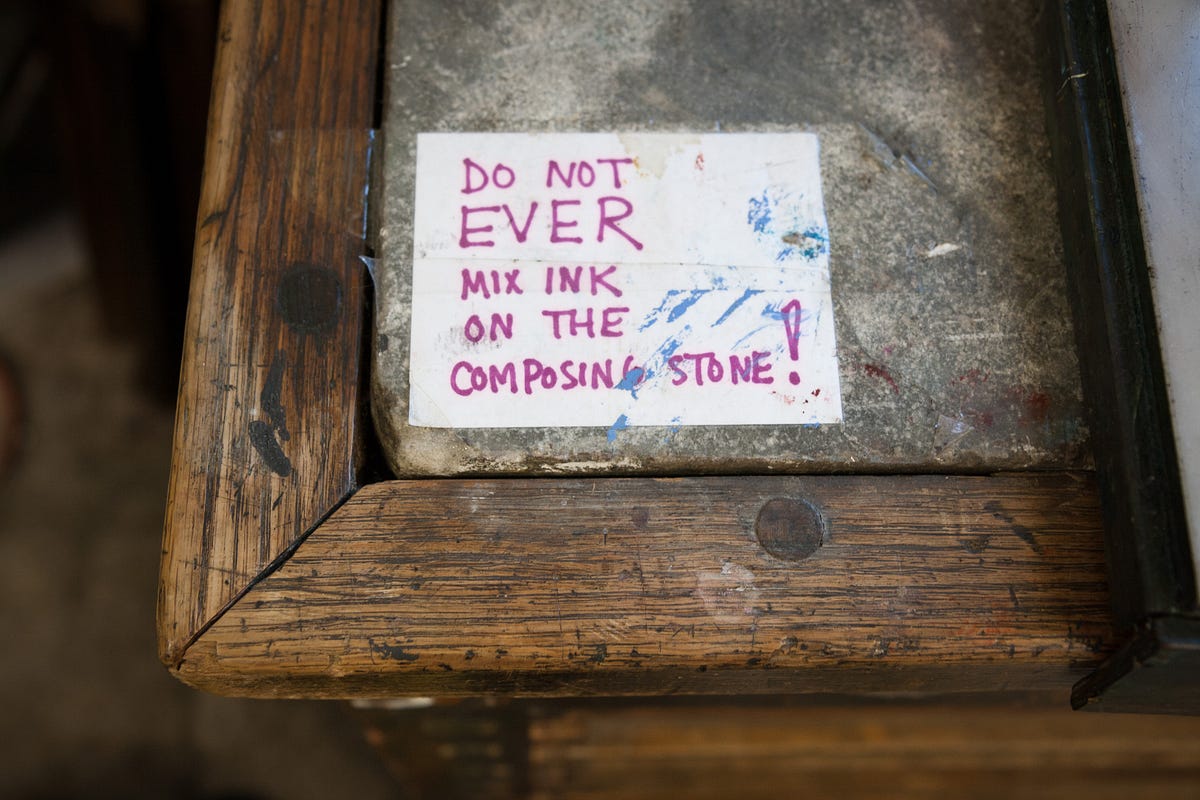 DO NOT
EVER
MIX INK
ON THE
COMPOSING STONE!